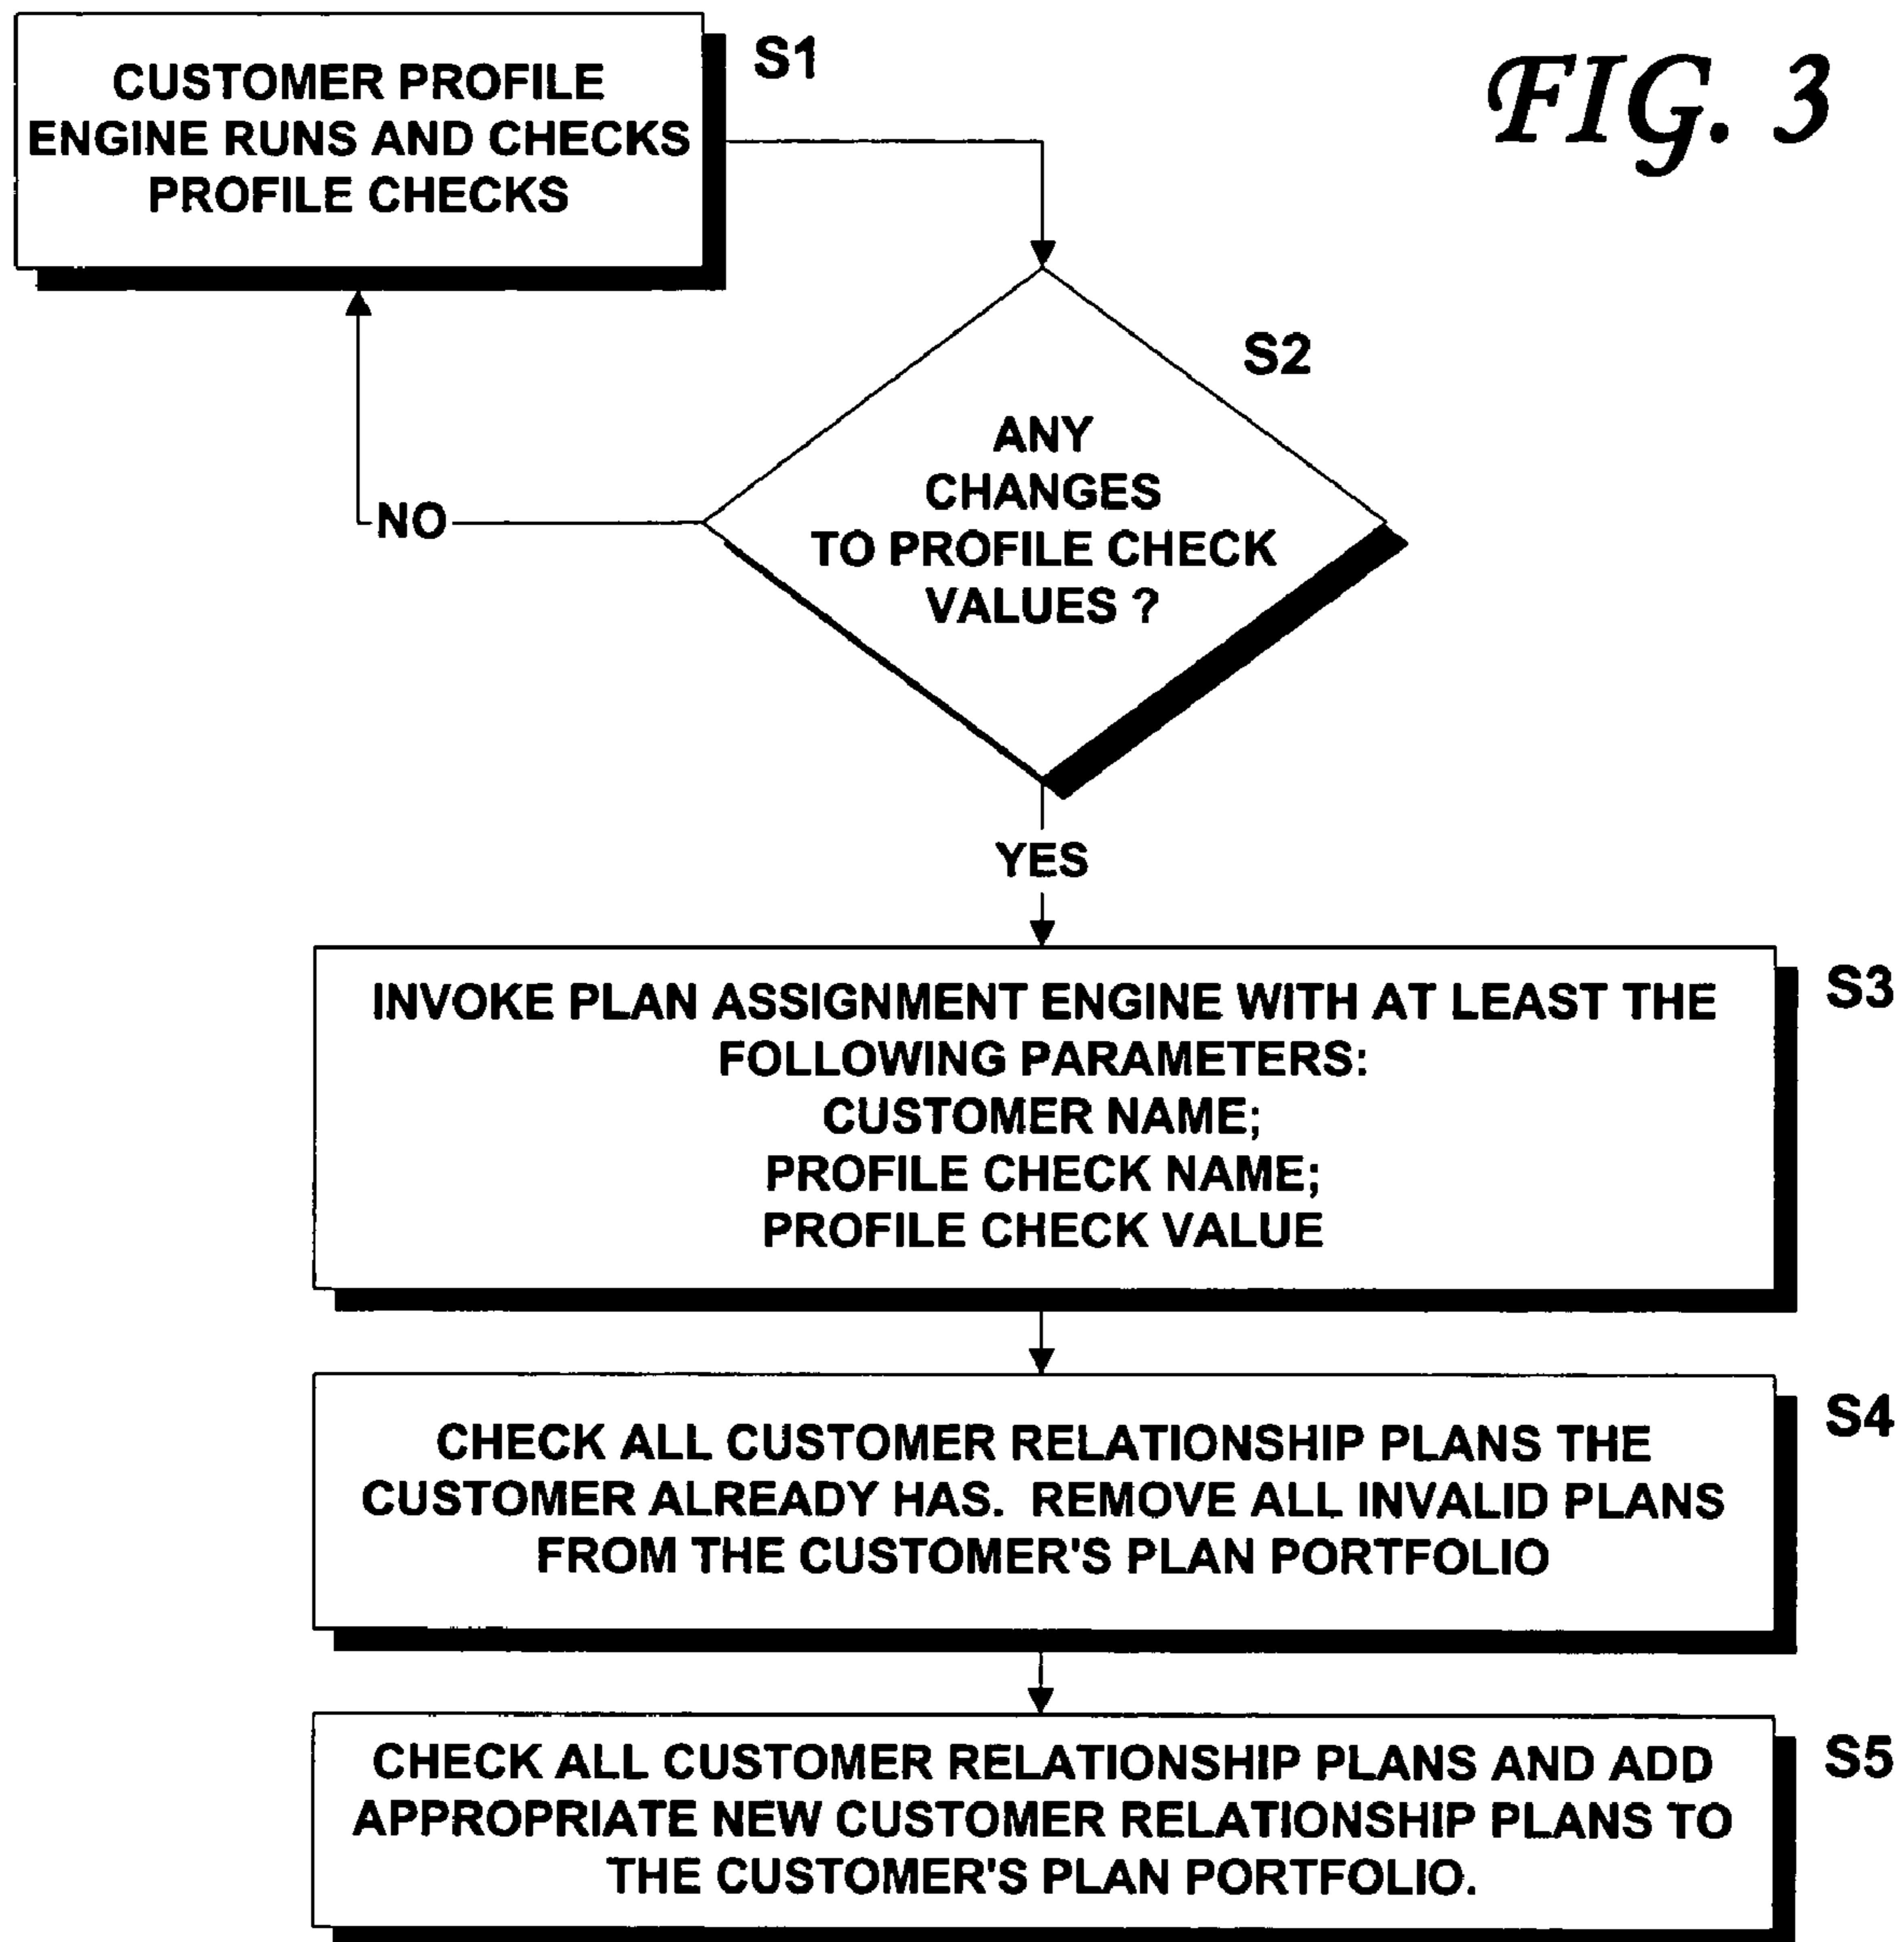 FIG. 3
CUSTOMER PROFILE
ENGINE RUNS AND CHECKS
PROFILE CHECKS
S1
S2
ANY
CHANGES
TO PROFILE CHECK
VALUES ?
NO
YES
INVOKE PLAN ASSIGNMENT ENGINE WITH AT LEAST THE
FOLLOWING PARAMETERS:
CUSTOMER NAME;
PROFILE CHECK NAME;
PROFILE CHECK VALUE
S3
CHECK ALL CUSTOMER RELATIONSHIP PLANS THE
CUSTOMER ALREADY HAS. REMOVE ALL INVALID PLANS
FROM THE CUSTOMER'S PLAN PORTFOLIO
S4
CHECK ALL CUSTOMER RELATIONSHIP PLANS AND ADD
APPROPRIATE NEW CUSTOMER RELATIONSHIP PLANS TO
THE CUSTOMER'S PLAN PORTFOLIO.
S5